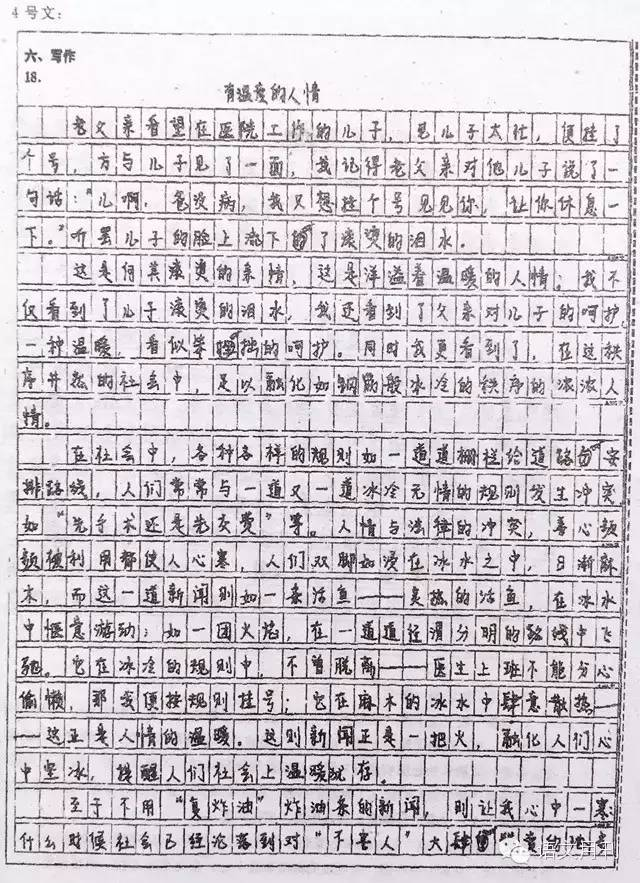 4号文:
六、写作
18.
有温度的人情
老父亲看望在医院工作的儿子，见儿子太忙，便挂了
个号，方与儿子见了一面，我记得老父亲对他儿子说了一
句话：“儿啊，爸没病，我只想挂个号见见你，让你休息一
下。”听罢儿子的脸上流下了滚烫的泪水。
这是何其滚烫的亲情，这是洋溢着温暖的人情；我不
仅看到了儿子滚烫的泪水，我还看到了父亲对儿子的呵护，
一种温暖，看似笨拙的呵护。同时我更看到了，在这秩
序井然的社会中，足以融化如钢筋般冰冷的秩序的浓浓人
情。
在社会中，各种各样的规则如一道道栅栏给道路安
排路线，人们常常与一道又一道冰冷无情的规则发生冲突
如“先手术还是先交费”等。人情与法律的冲突，善心频
频被利用都使人心寒，人们双脚如浸在冰水之中，日渐麻
木，而这一道新闻则如一条活鱼——炙热的活鱼，在冰水
中惬意游动；如一团火焰，在一道道径渭分明的路线中飞
驰。它在冰冷的规则中，不曾脱离——医生上班不能分心
偷懒，那我便按规则挂号；它在麻木的冰水中肆意散热—
—这正是人情的温暖。这则新闻正是一把火，融化人们心
中坚冰，提醒人们社会上温暖犹存。
至于不用“复炸油”炸油条的新闻，则让我心中一寒
什么时候社会已经沦落到对“不害人”大肆
语文月刊